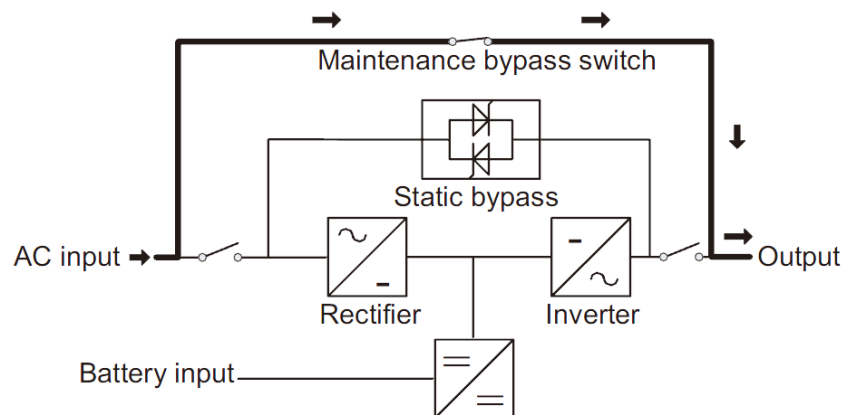 Maintenance bypass switch
Static bypass
AC input
Output
Rectifier
Inverter
Battery input